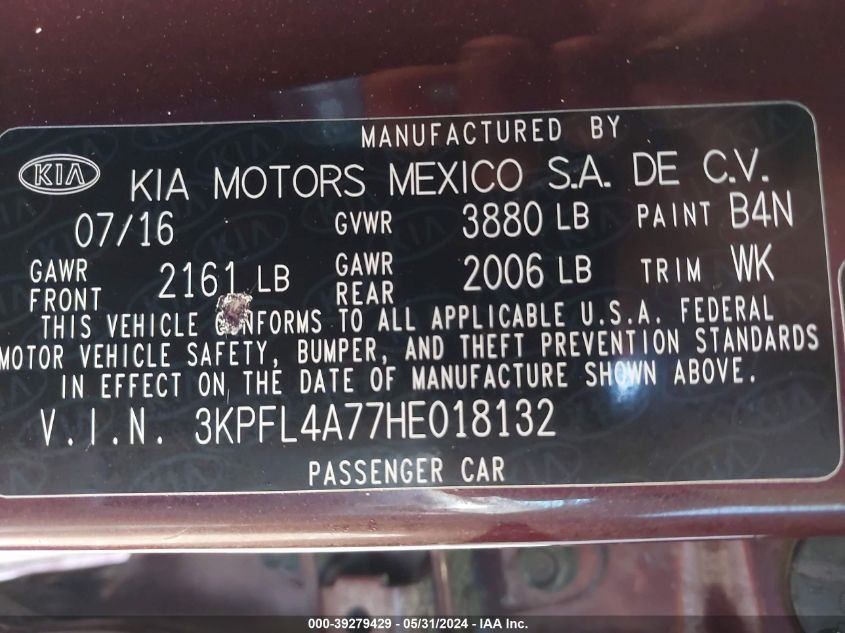 MANUFACTURED BY
KIA KIA MOTORS MEXICO S.A. DE C.V.
07/16 GVWR 3880 LB PAINT B4N
GAWR FRONT 2161 LB GAWR REAR 2006 LB TRIM WK
THIS VEHICLE NFORMS TO ALL APPLICABLE U.S.A. FEDERAL
MOTOR VEHICLE SAFETY, BUMPER, AND THEFT PREVENTION STANDARDS
IN EFFECT ON THE DATE OF MANUFACTURE SHOWN ABOVE.
V.I.N. 3KPFL4A77HE018132
PASSENGER CAR
000-39279429 - 05/31/2024 - IAA Inc.